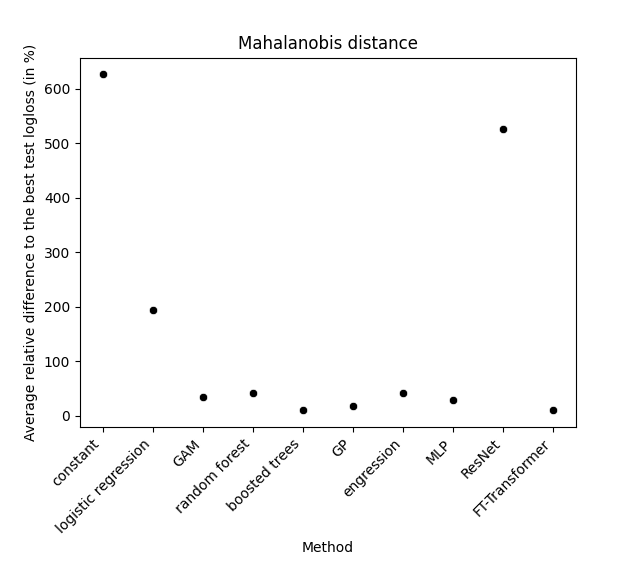 Mahalanobis distance
Average relative difference to the best test logloss (in %)
600
500
400
300
200
100
0
constant
logistic regression
GAM
random forest
boosted trees
GP
engression
MLP
ResNet
FT-Transformer
Method